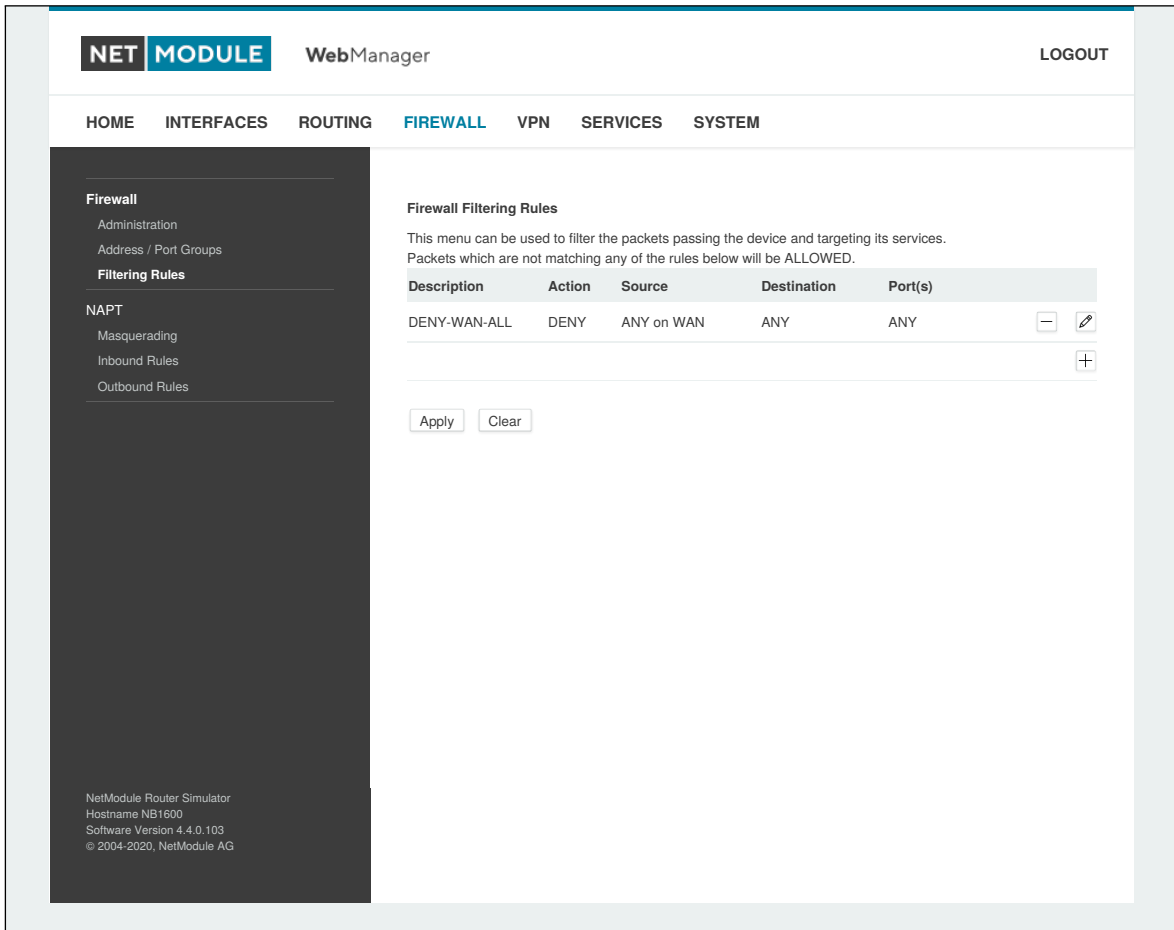 NET MODULE WebManager LOGOUT
HOME INTERFACES ROUTING FIREWALL VPN SERVICES SYSTEM
Firewall
Administration
Address / Port Groups
Filtering Rules
NAPT
Masquerading
Inbound Rules
Outbound Rules
Firewall Filtering Rules
This menu can be used to filter the packets passing the device and targeting its services.
Packets which are not matching any of the rules below will be ALLOWED.
Description Action Source Destination Port(s)
DENY-WAN-ALL DENY ANY on WAN ANY ANY
Apply Clear
NetModule Router Simulator
Hostname NB1600
Software Version 4.4.0.103
© 2004-2020, NetModule AG